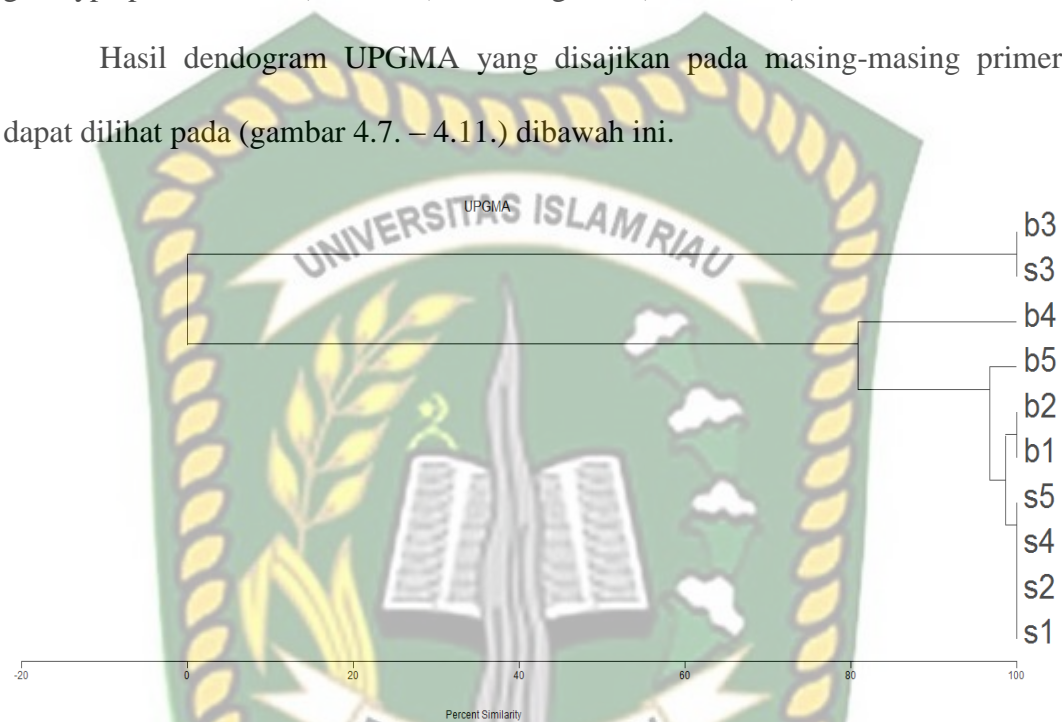 Hasil dendogram UPGMA yang disajikan pada masing-masing primer
dapat dilihat pada (gambar 4.7. – 4.11.) dibawah ini.
UPGMA
UNIVERSITAS ISLAM RIAU
b3
s3
b4
b5
b2
b1
s5
s4
s2
s1
-20 0 20 40 60 80 100
Percent Similarity